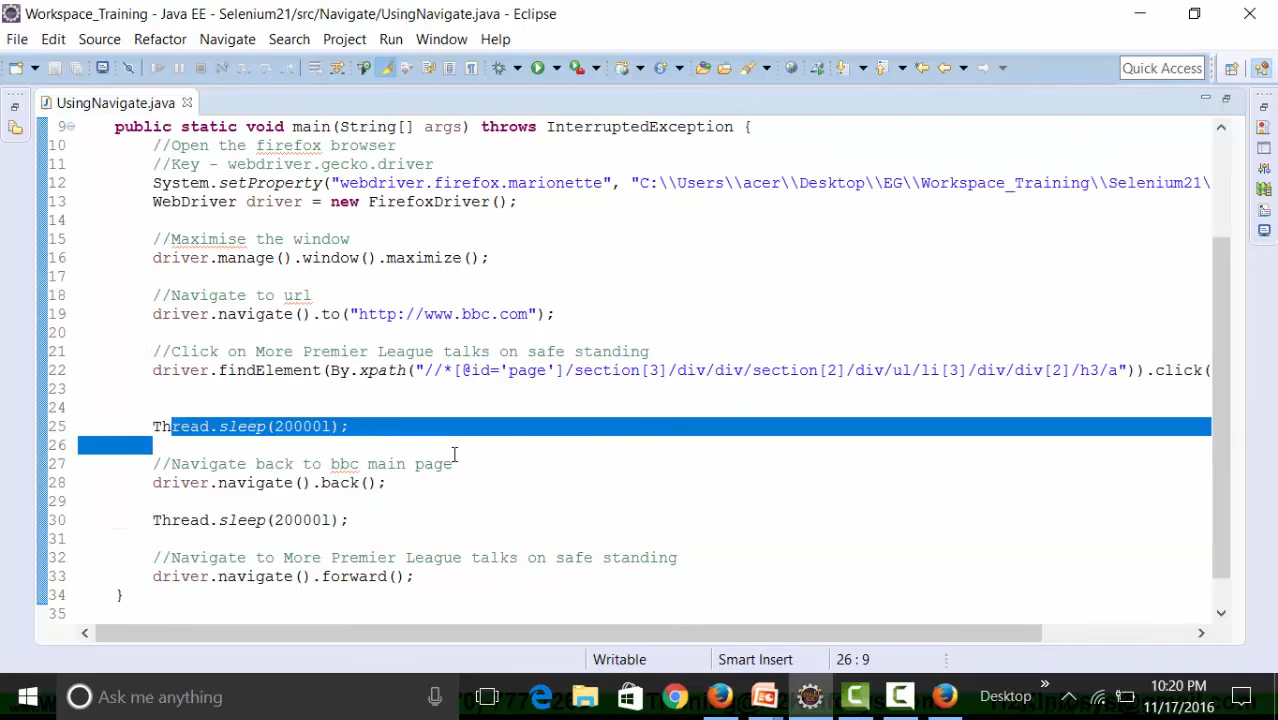 Workspace_Training - Java EE - Selenium21/src/Navigate/UsingNavigate.java - Eclipse
File Edit Source Refactor Navigate Search Project Run Window Help
Quick Access
UsingNavigate.java
9 public static void main(String[] args) throws InterruptedException {
10 //Open the firefox browser
11 //Key - webdriver.gecko.driver
12 System.setProperty("webdriver.firefox.marionette", "C:\\Users\\acer\\Desktop\\EG\\Workspace_Training\\Selenium21\
13 WebDriver driver = new FirefoxDriver();
14
15 //Maximise the window
16 driver.manage().window().maximize();
17
18 //Navigate to url
19 driver.navigate().to("http://www.bbc.com");
20
21 //Click on More Premier League talks on safe standing
22 driver.findElement(By.xpath("//*[@id='page']/section[3]/div/div/section[2]/div/ul/li[3]/div/div[2]/h3/a")).click(
23
24
25 Thread.sleep(20000l);
26
27 //Navigate back to bbc main page
28 driver.navigate().back();
29
30 Thread.sleep(20000l);
31
32 //Navigate to More Premier League talks on safe standing
33 driver.navigate().forward();
34 }
35
Writable Smart Insert 26 : 9
Ask me anything
Desktop
10:20 PM
11/17/2016